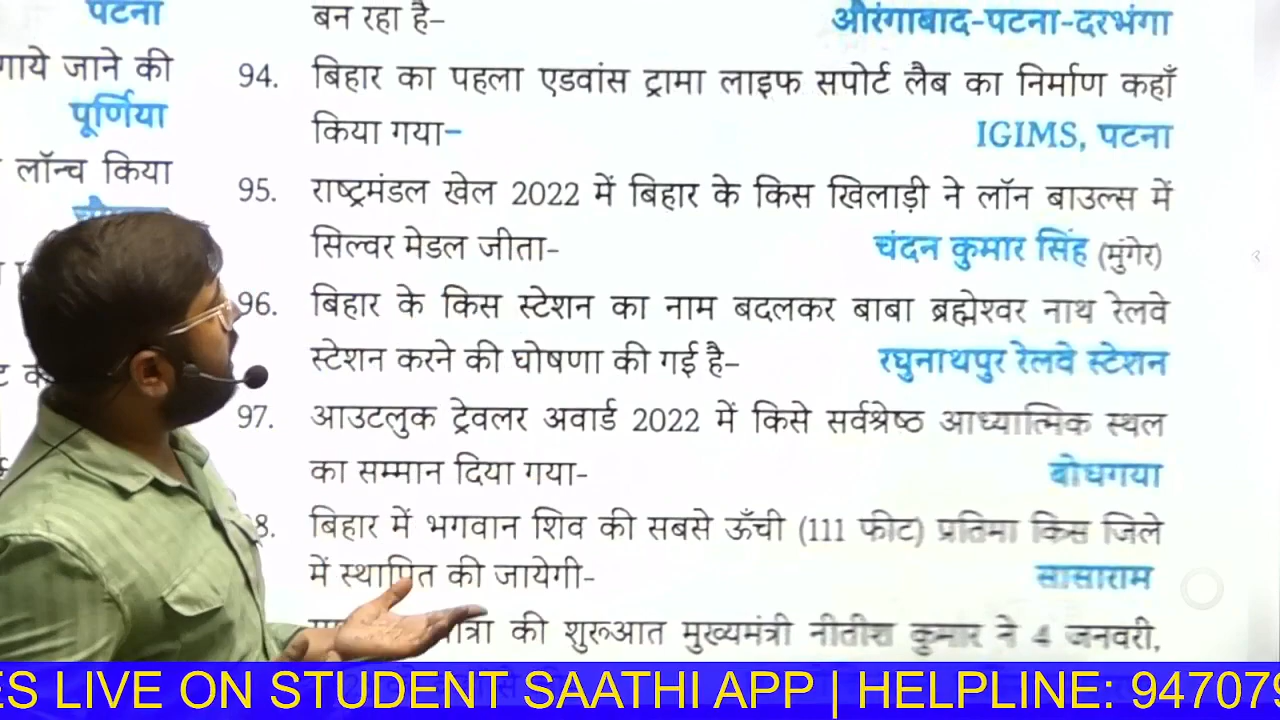 पटना
गाये जाने की
पूर्णिया
लॉन्च किया
बन रहा है-
औरंगाबाद-पटना-दरभंगा
94. बिहार का पहला एडवांस ट्रामा लाइफ सपोर्ट लैब का निर्माण कहाँ
किया गया- IGIMS, पटना
95. राष्ट्रमंडल खेल 2022 में बिहार के किस खिलाड़ी ने लॉन बाउल्स में
सिल्वर मेडल जीता- चंदन कुमार सिंह (मुंगेर)
96. बिहार के किस स्टेशन का नाम बदलकर बाबा ब्रह्मेश्वर नाथ रेलवे
स्टेशन करने की घोषणा की गई है- रघुनाथपुर रेलवे स्टेशन
97. आउटलुक ट्रेवलर अवार्ड 2022 में किसे सर्वश्रेष्ठ आध्यात्मिक स्थल
का सम्मान दिया गया- बोधगया
8. बिहार में भगवान शिव की सबसे ऊँची (111 फीट) प्रतिमा किस जिले
में स्थापित की जायेगी- सासाराम
की शुरूआत मुख्यमंत्री नीतीश कुमार ने 4 जनवरी,
ES LIVE ON STUDENT SAATHI APP | HELPLINE: 947079